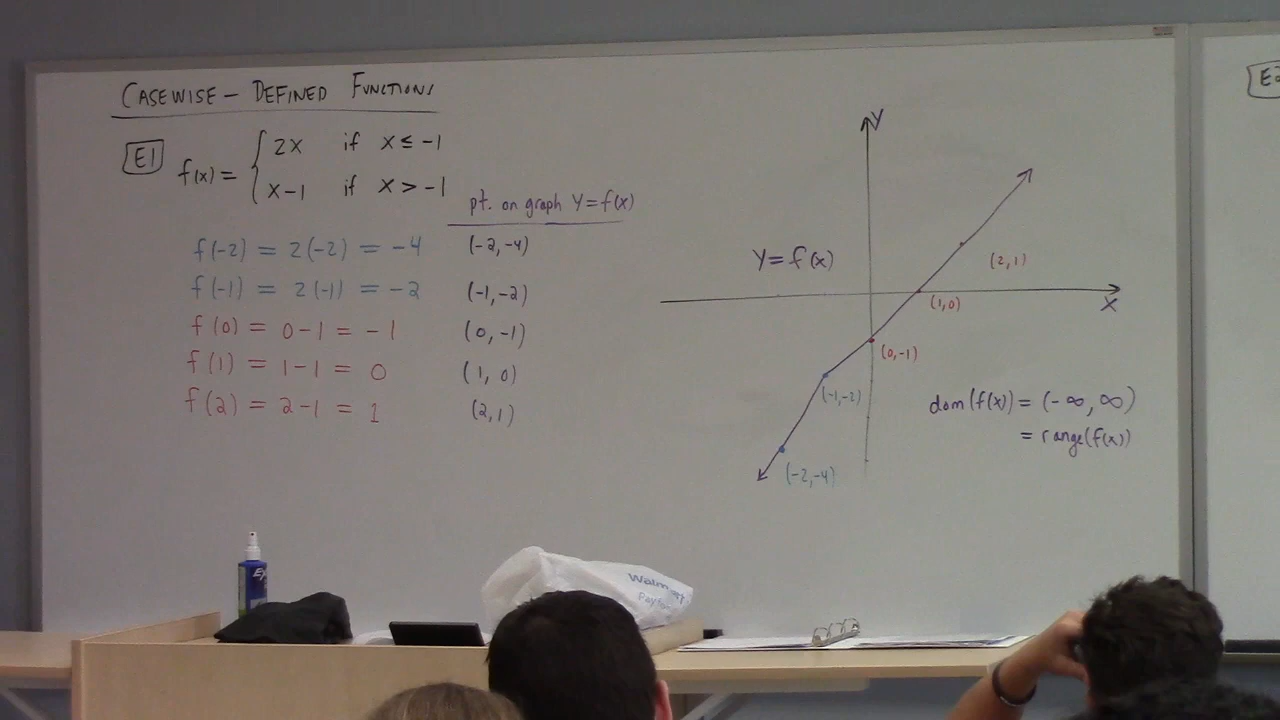 CASEWISE - DEFINED FUNCTIONS
E1 f(x) = { 2x if x ≤ -1
x-1 if x > -1
pt. on graph y=f(x)
f(-2) = 2(-2) = -4 (-2,-4)
f(-1) = 2(-1) = -2 (-1,-2)
f(0) = 0-1 = -1 (0,-1)
f(1) = 1-1 = 0 (1,0)
f(2) = 2-1 = 1 (2,1)
y
y=f(x)
(2,1)
x
(1,0)
(0,-1)
(-1,-2)
(-2,-4)
dom(f(x)) = (-∞,∞)
= range(f(x))
Walmart